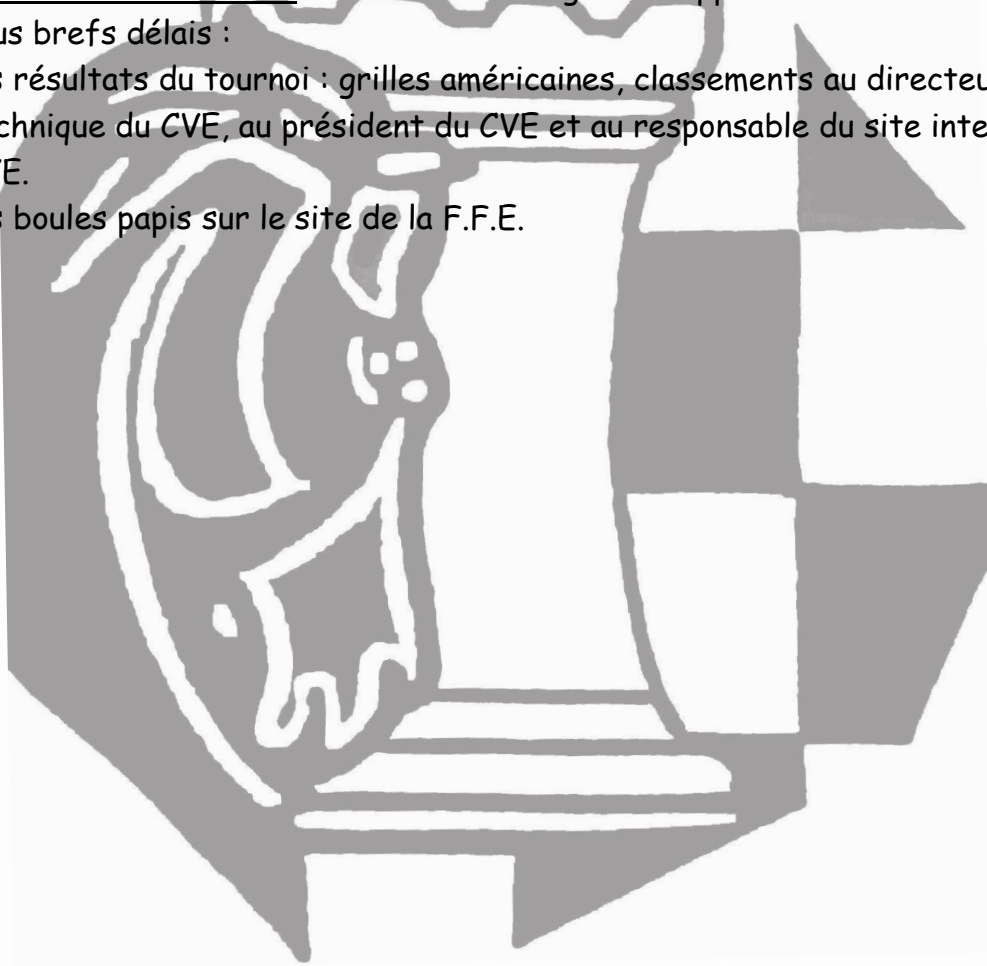 us brefs délais :
s résultats du tournoi : grilles américaines, classements au directeu
chnique du CVE, au président du CVE et au responsable du site inte
VE.
s boules papis sur le site de la F.F.E.